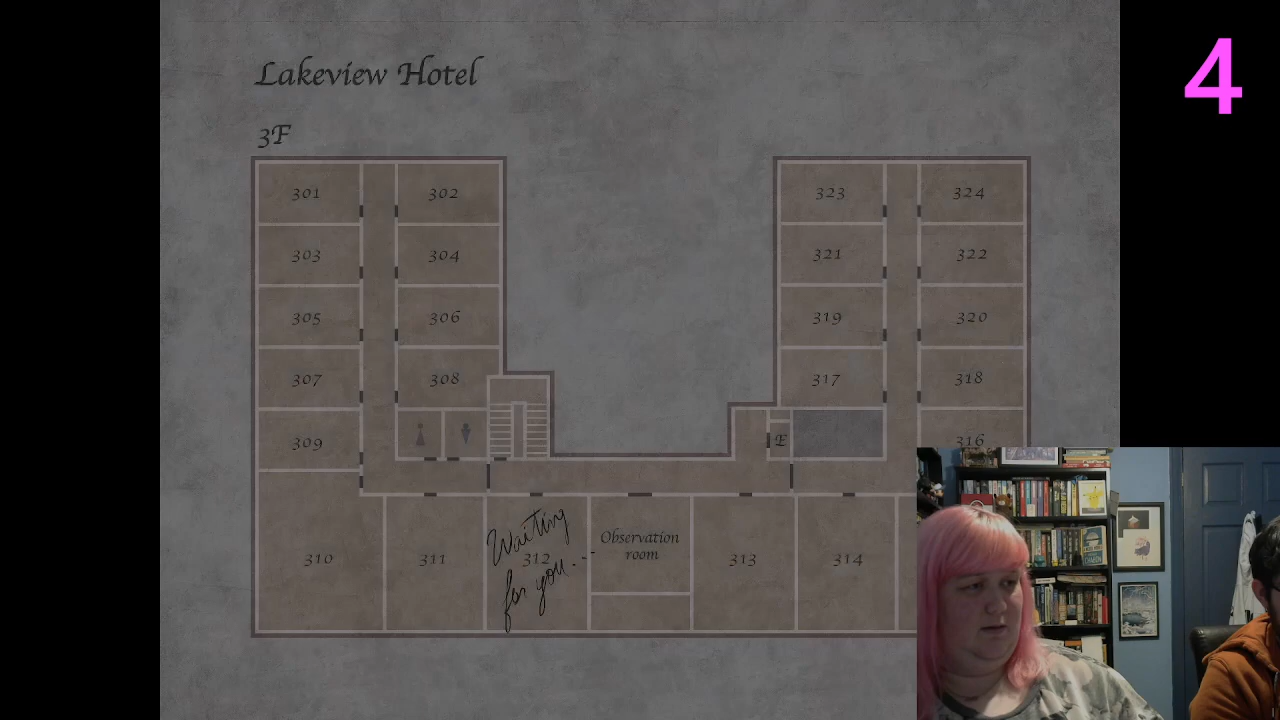 4
Lakeview Hotel
3F
301 302 323 324
303 304 321 322
305 306 319 320
307 308 317 318
309 E 316
Waiting
for you...
310 311 312 Observation
room 313 314